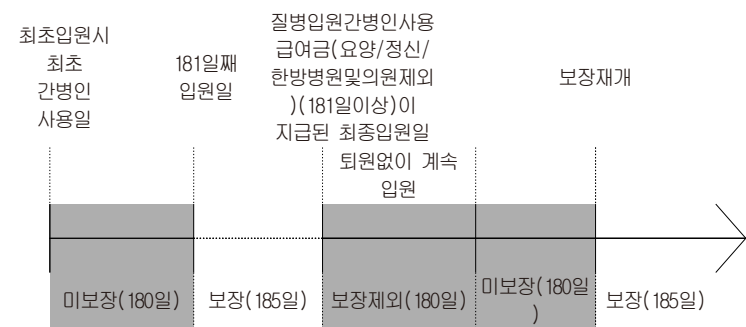 최초입원시
최초
간병인
사용일
181일째
입원일
질병입원간병인사용
급여금(요양/정신/
한방병원및의원제외
)(181일이상)이
지급된 최종입원일
퇴원없이 계속
입원
보장재개
미보장(180일)
보장(185일)
보장제외(180일)
미보장(180일
)
보장(185일)